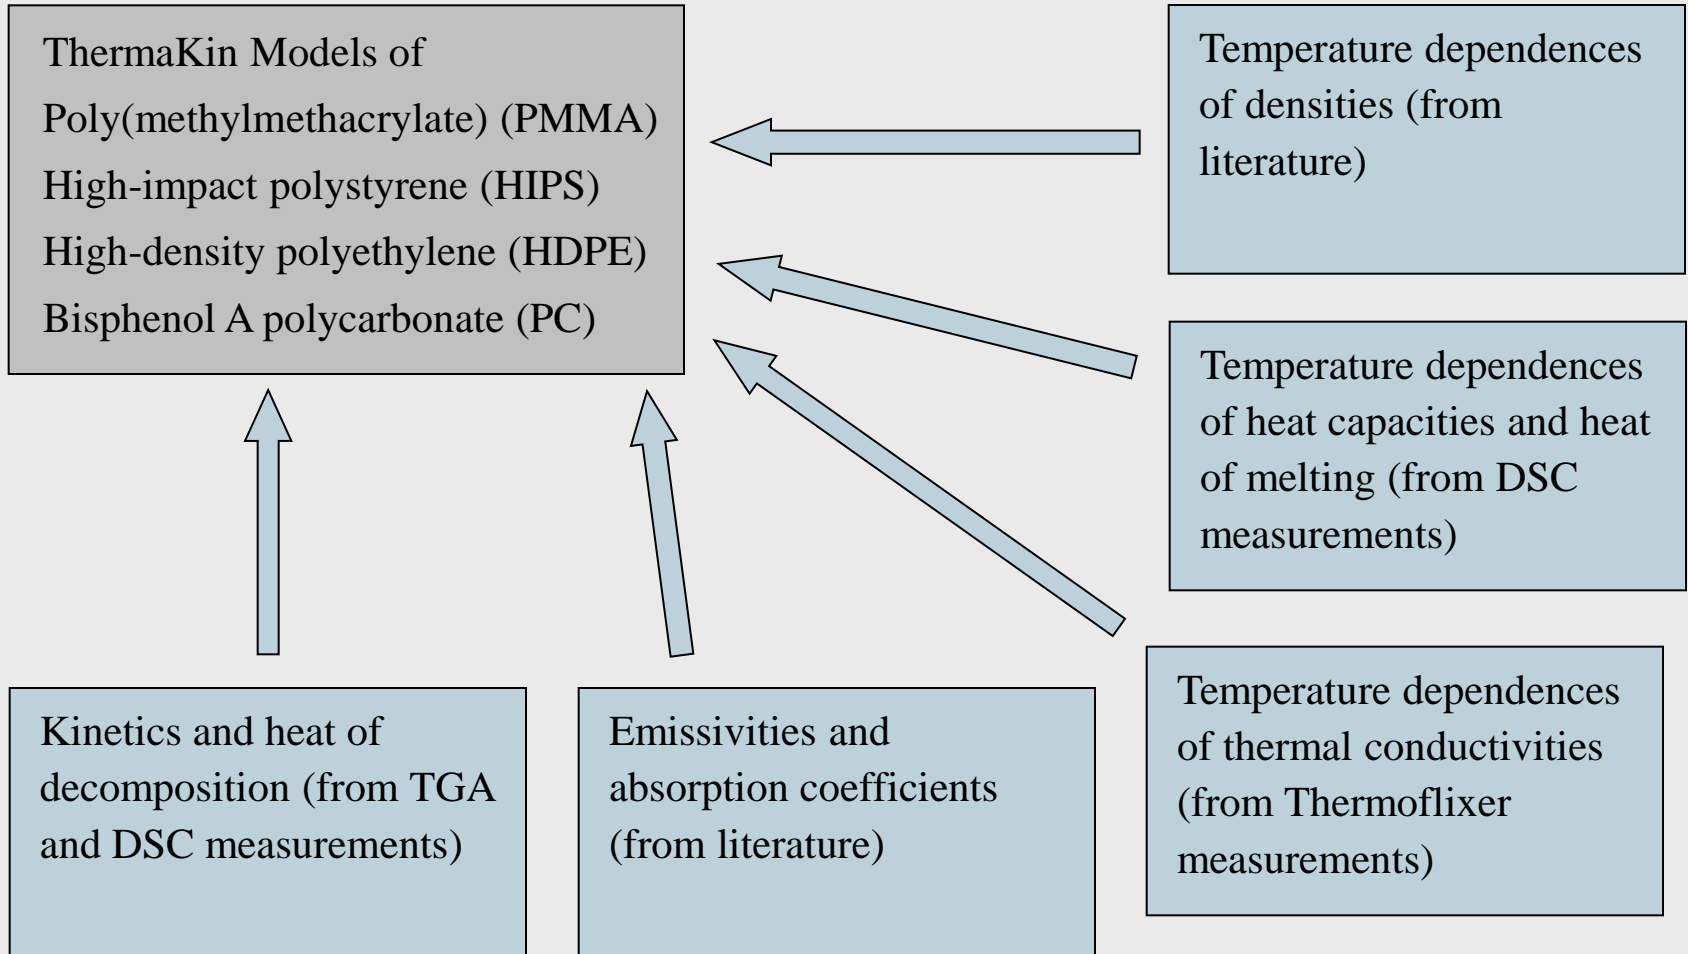 ThermaKin Models of
Poly(methylmethacrylate) (PMMA)
High-impact polystyrene (HIPS)
High-density polyethylene (HDPE)
Bisphenol A polycarbonate (PC)
Temperature dependences
of densities (from
literature)
Temperature dependences
of heat capacities and heat
of melting (from DSC
measurements)
Temperature dependences
of thermal conductivities
(from Thermoflixer
measurements)
Kinetics and heat of
decomposition (from TGA
and DSC measurements)
Emissivities and
absorption coefficients
(from literature)